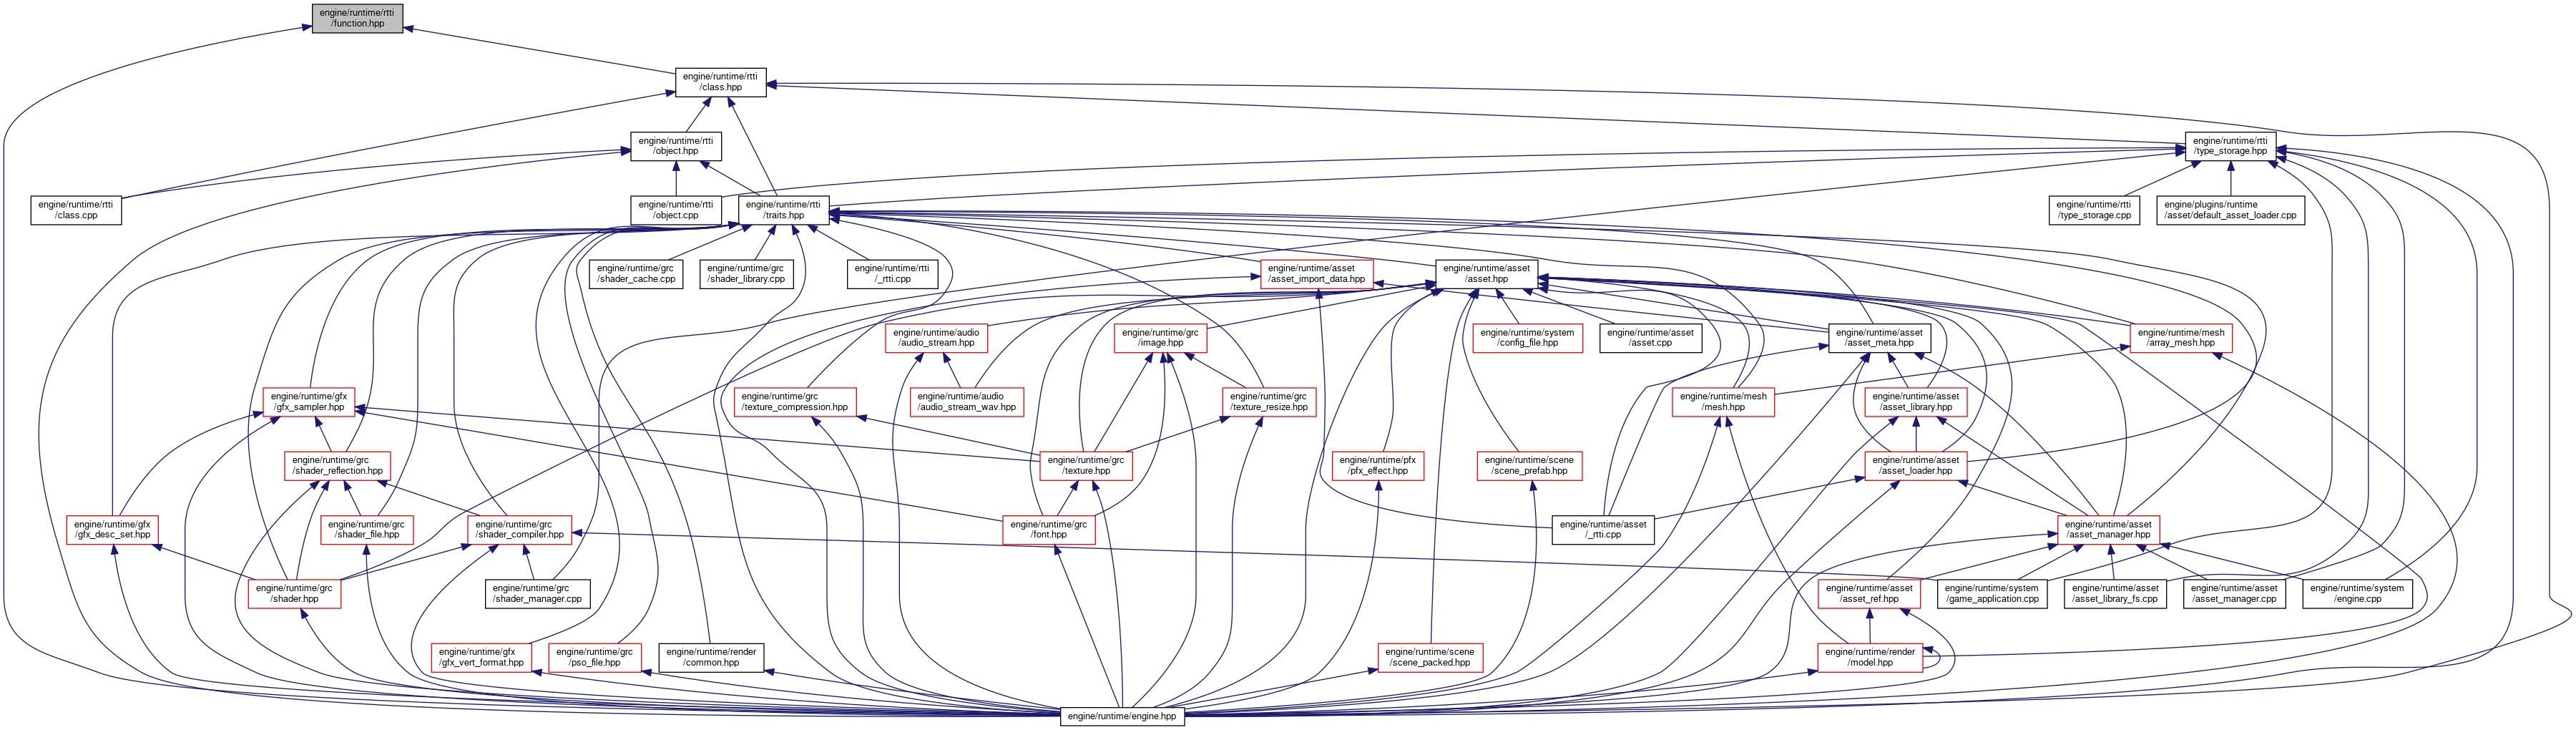 engine/runtime/rtti
/function.hpp
engine/runtime/rtti
/class.hpp
engine/runtime/rtti
/object.hpp
engine/runtime/rtti
/type_storage.hpp
engine/runtime/rtti
/class.cpp
engine/runtime/rtti
/object.cpp
engine/runtime/rtti
/traits.hpp
engine/runtime/rtti
/type_storage.cpp
engine/plugins/runtime
/asset/default_asset_loader.cpp
engine/runtime/grc
/shader_cache.cpp
engine/runtime/grc
/shader_library.cpp
engine/runtime/rtti
/_rtti.cpp
engine/runtime/asset
/asset_import_data.hpp
engine/runtime/asset
/asset.hpp
engine/runtime/audio
/audio_stream.hpp
engine/runtime/grc
/image.hpp
engine/runtime/system
/config_file.hpp
engine/runtime/asset
/asset.cpp
engine/runtime/asset
/asset_meta.hpp
engine/runtime/mesh
/array_mesh.hpp
engine/runtime/gfx
/gfx_sampler.hpp
engine/runtime/grc
/texture_compression.hpp
engine/runtime/audio
/audio_stream_wav.hpp
engine/runtime/grc
/texture_resize.hpp
engine/runtime/mesh
/mesh.hpp
engine/runtime/asset
/asset_library.hpp
engine/runtime/grc
/shader_reflection.hpp
engine/runtime/grc
/texture.hpp
engine/runtime/pfx
/pfx_effect.hpp
engine/runtime/scene
/scene_prefab.hpp
engine/runtime/asset
/asset_loader.hpp
engine/runtime/gfx
/gfx_desc_set.hpp
engine/runtime/grc
/shader_file.hpp
engine/runtime/grc
/shader_compiler.hpp
engine/runtime/grc
/font.hpp
engine/runtime/asset
/_rtti.cpp
engine/runtime/asset
/asset_manager.hpp
engine/runtime/grc
/shader.hpp
engine/runtime/grc
/shader_manager.cpp
engine/runtime/asset
/asset_ref.hpp
engine/runtime/system
/game_application.cpp
engine/runtime/asset
/asset_library_fs.cpp
engine/runtime/asset
/asset_manager.cpp
engine/runtime/system
/engine.cpp
engine/runtime/gfx
/gfx_vert_format.hpp
engine/runtime/grc
/pso_file.hpp
engine/runtime/render
/common.hpp
engine/runtime/scene
/scene_packed.hpp
engine/runtime/render
/model.hpp
engine/runtime/engine.hpp